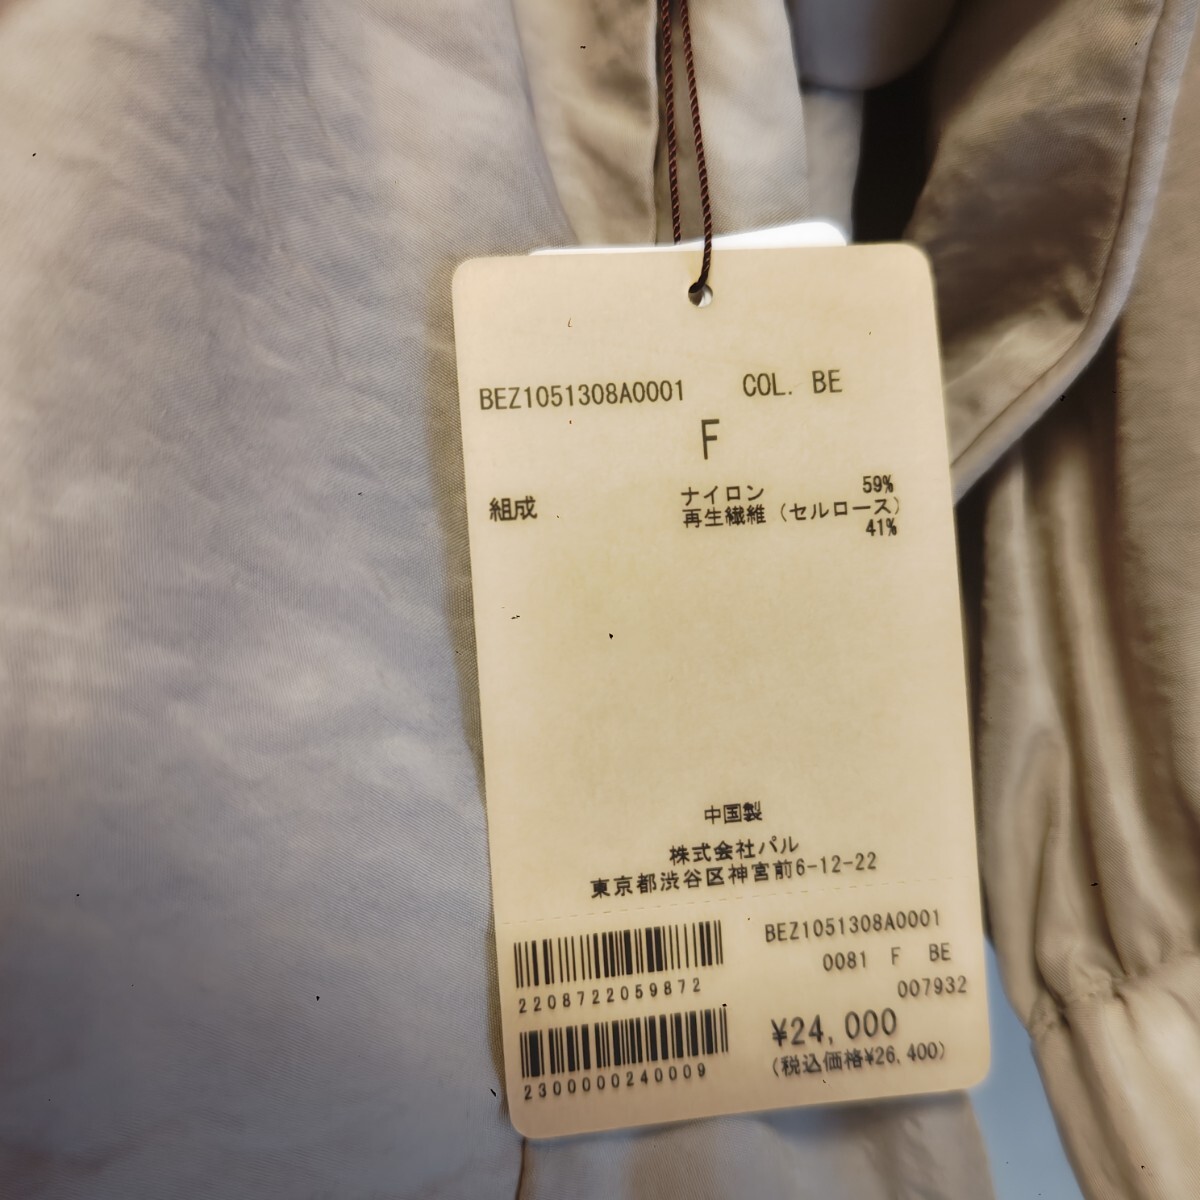 BEZ1051308A0001 COL. BE
F
組成 ナイロン 59%
再生繊維（セルロース）
41%
中国製
株式会社パル
東京都渋谷区神宮前6-12-22
BEZ1051308A0001
0081 F BE
2208722059872
007932
¥24,000
(税込価格¥26,400)
2300000240009